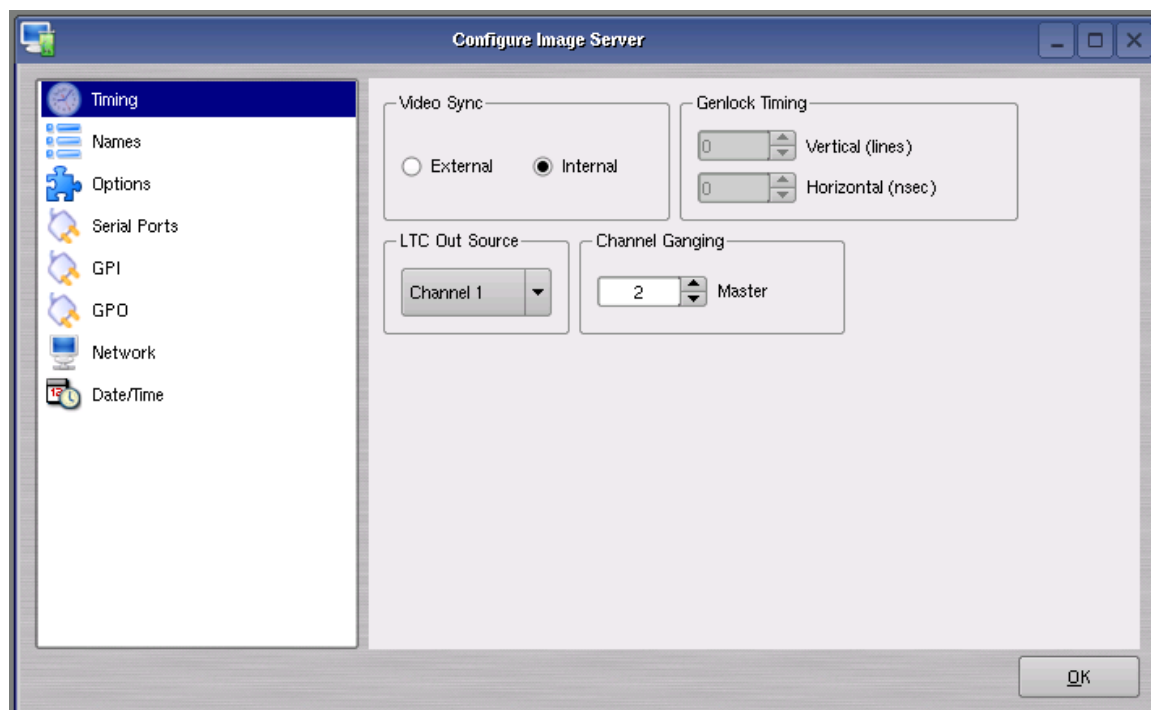 Configure Image Server
Timing
Names
Options
Serial Ports
GPI
GPO
Network
Date/Time
Video Sync
External
Internal
Genlock Timing
0 Vertical (lines)
0 Horizontal (nsec)
LTC Out Source
Channel 1
Channel Ganging
2 Master
OK